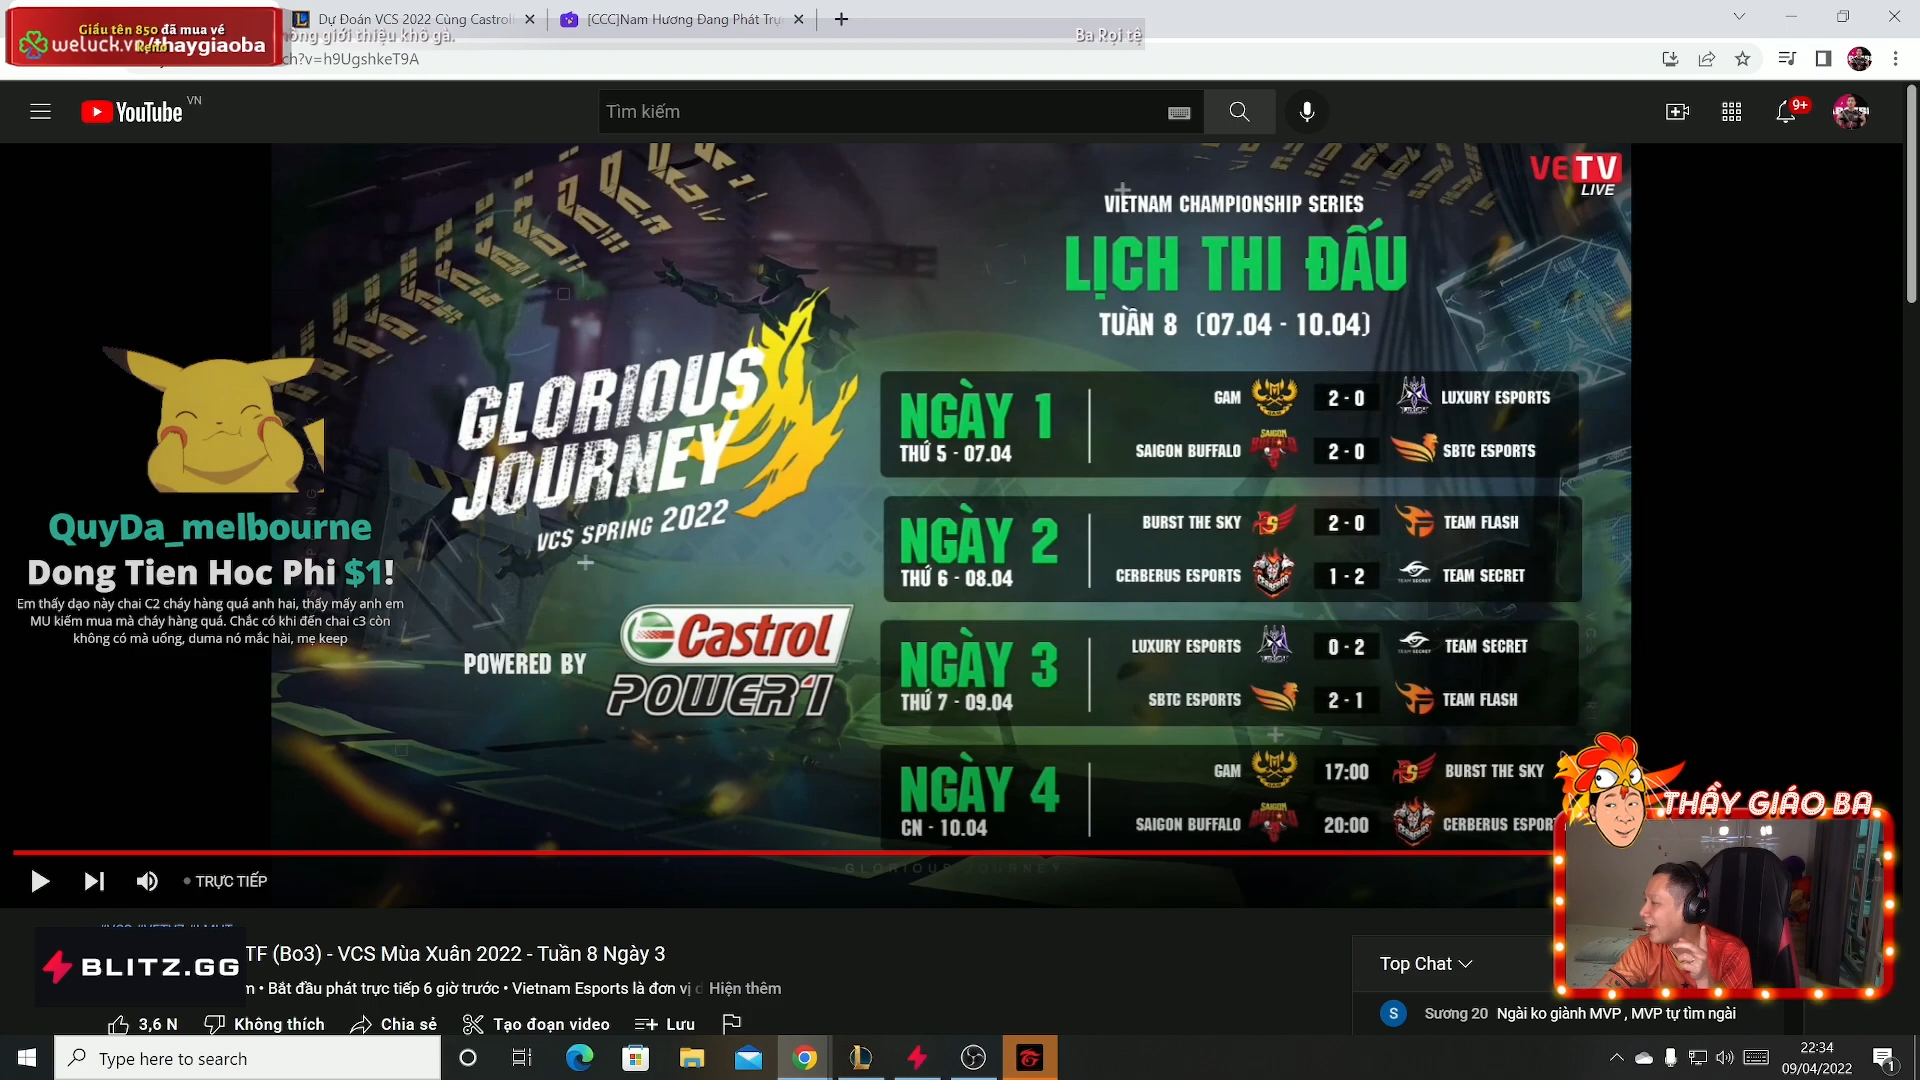 Giấu tên 850 đã mua vé
Reno
weluck.vn/thaygiaoba
Dự Đoán VCS 2022 Cùng Castrol
[CCC]Nam Hương Đang Phát Trự
giới thiệu khô gà.
Ba Rọi tệ
ch?v=h9UgshkeT9A
YouTube VN
Tìm kiếm
9+
VETV
LIVE
VIETNAM CHAMPIONSHIP SERIES
LỊCH THI ĐẤU
TUẦN 8 (07.04 - 10.04)
GLORIOUS
JOURNEY
VCS SPRING 2022
POWERED BY
Castrol
POWER1
NGÀY 1
THỨ 5 - 07.04
GAM 2 - 0 LUXURY ESPORTS
SAIGON BUFFALO 2 - 0 SBTC ESPORTS
NGÀY 2
THỨ 6 - 08.04
BURST THE SKY 2 - 0 TEAM FLASH
CERBERUS ESPORTS 1 - 2 TEAM SECRET
NGÀY 3
THỨ 7 - 09.04
LUXURY ESPORTS 0 - 2 TEAM SECRET
SBTC ESPORTS 2 - 1 TEAM FLASH
NGÀY 4
CN - 10.04
GAM 17:00 BURST THE SKY
SAIGON BUFFALO 20:00 CERBERUS ESPORT
GLORIOUS JOURNEY
QuyDa_melbourne
Dong Tien Hoc Phi $1!
Em thấy dạo này chai C2 cháy hàng quá anh hai, thấy mấy anh em
MU kiếm mua mà cháy hàng quá. Chắc có khi đến chai c3 còn
không có mà uống, duma nó mắc hài, mẹ keep
THẦY GIÁO BA
TRỰC TIẾP
BLITZ.GG
TF (Bo3) - VCS Mùa Xuân 2022 - Tuần 8 Ngày 3
• Bắt đầu phát trực tiếp 6 giờ trước • Vietnam Esports là đơn vị Hiện thêm
3,6 N Không thích Chia sẻ Tạo đoạn video Lưu
Top Chat
S Sương 20 Ngài ko giành MVP , MVP tự tìm ngài
Type here to search
22:34
09/04/2022
1